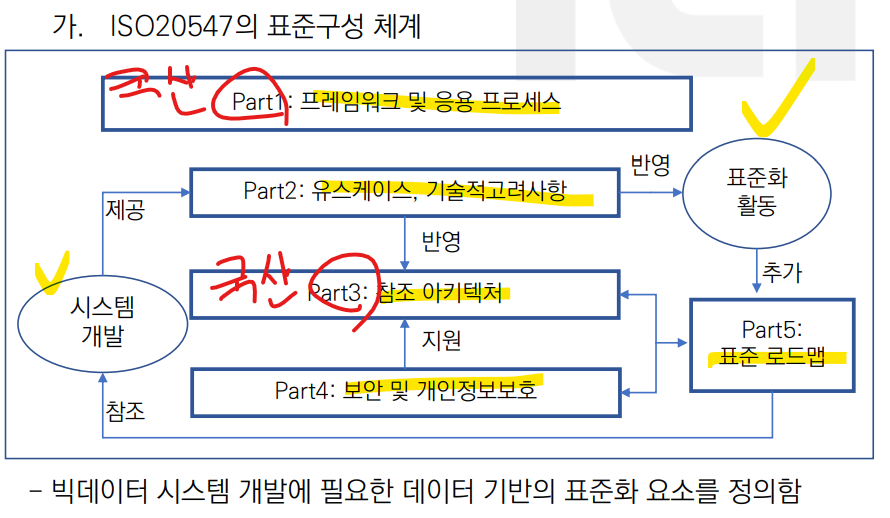 가. ISO20547의 표준구성 체계
국산
Part1: 프레임워크 및 응용 프로세스
Part2: 유스케이스, 기술적고려사항
반영
표준화
활동
제공
반영
국산
Part3: 참조 아키텍처
추가
시스템
개발
지원
Part5:
표준 로드맵
Part4: 보안 및 개인정보보호
참조
– 빅데이터 시스템 개발에 필요한 데이터 기반의 표준화 요소를 정의함